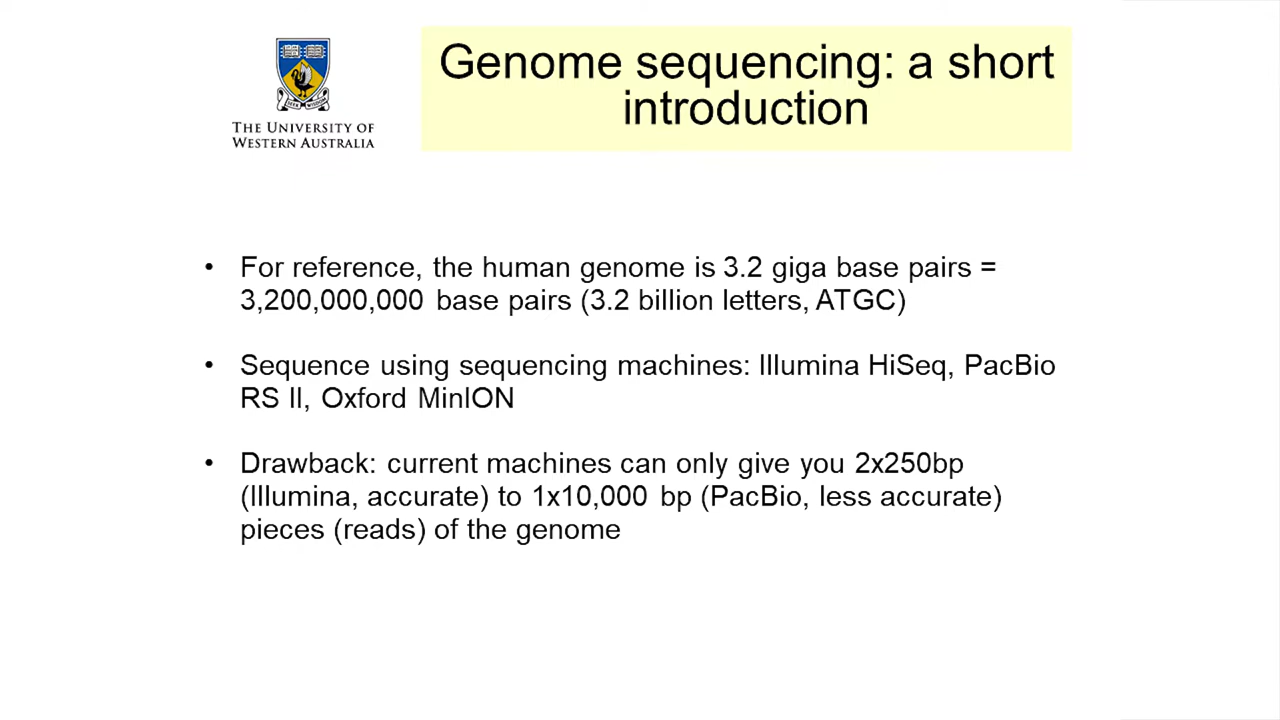 SEEK WISDOM
THE UNIVERSITY OF
WESTERN AUSTRALIA
Genome sequencing: a short
introduction
• For reference, the human genome is 3.2 giga base pairs =
3,200,000,000 base pairs (3.2 billion letters, ATGC)
• Sequence using sequencing machines: Illumina HiSeq, PacBio
RS II, Oxford MinION
• Drawback: current machines can only give you 2x250bp
(Illumina, accurate) to 1x10,000 bp (PacBio, less accurate)
pieces (reads) of the genome